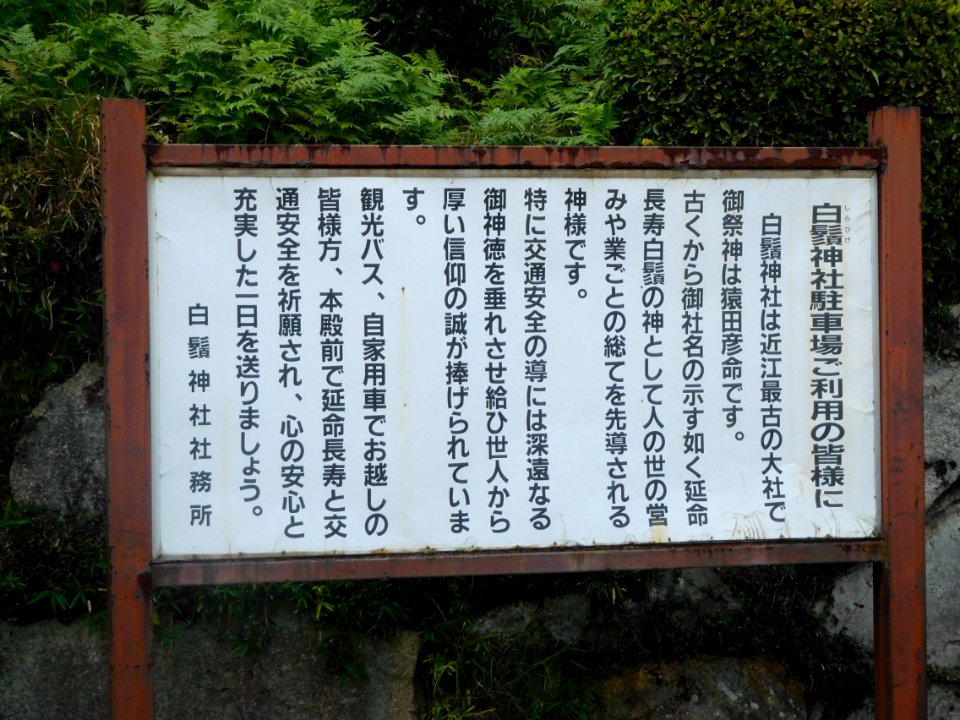 白鬚神社駐車場ご利用の皆様に
しらひげ
白鬚神社は近江最古の大社で
御祭神は猿田彦命です。
古くから御社名の示す如く延命
長寿白鬚の神として人の世の営
みや業ごとの総てを先導される
神様です。
特に交通安全の導には深遠なる
御神徳を垂れさせ給ひ世人から
厚い信仰の誠が捧げられていま
す。
観光バス、自家用車でお越しの
皆様方、本殿前で延命長寿と交
通安全を祈願され、心の安心と
充実した一日を送りましょう。
白鬚神社社務所